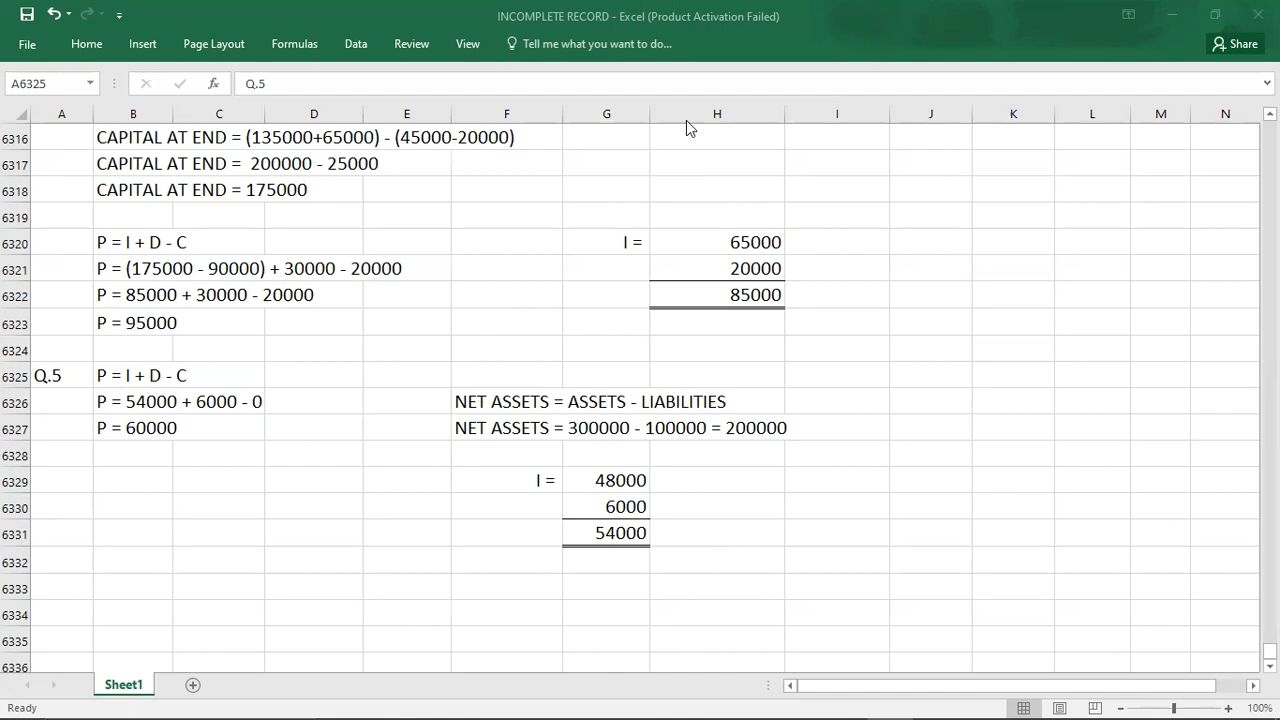 INCOMPLETE RECORD - Excel (Product Activation Failed)
File Home Insert Page Layout Formulas Data Review View Tell me what you want to do... Share
A6325 fx Q.5
A B C D E F G H I J K L M N
6316 CAPITAL AT END = (135000+65000) - (45000-20000)
6317 CAPITAL AT END =  200000 - 25000
6318 CAPITAL AT END = 175000
6319
6320 P = I + D - C I = 65000
6321 P = (175000 - 90000) + 30000 - 20000 20000
6322 P = 85000 + 30000 - 20000 85000
6323 P = 95000
6324
6325 Q.5 P = I + D - C
6326 P = 54000 + 6000 - 0 NET ASSETS = ASSETS - LIABILITIES
6327 P = 60000 NET ASSETS = 300000 - 100000 = 200000
6328
6329 I = 48000
6330 6000
6331 54000
6332
6333
6334
6335
6336
Sheet1
Ready 100%